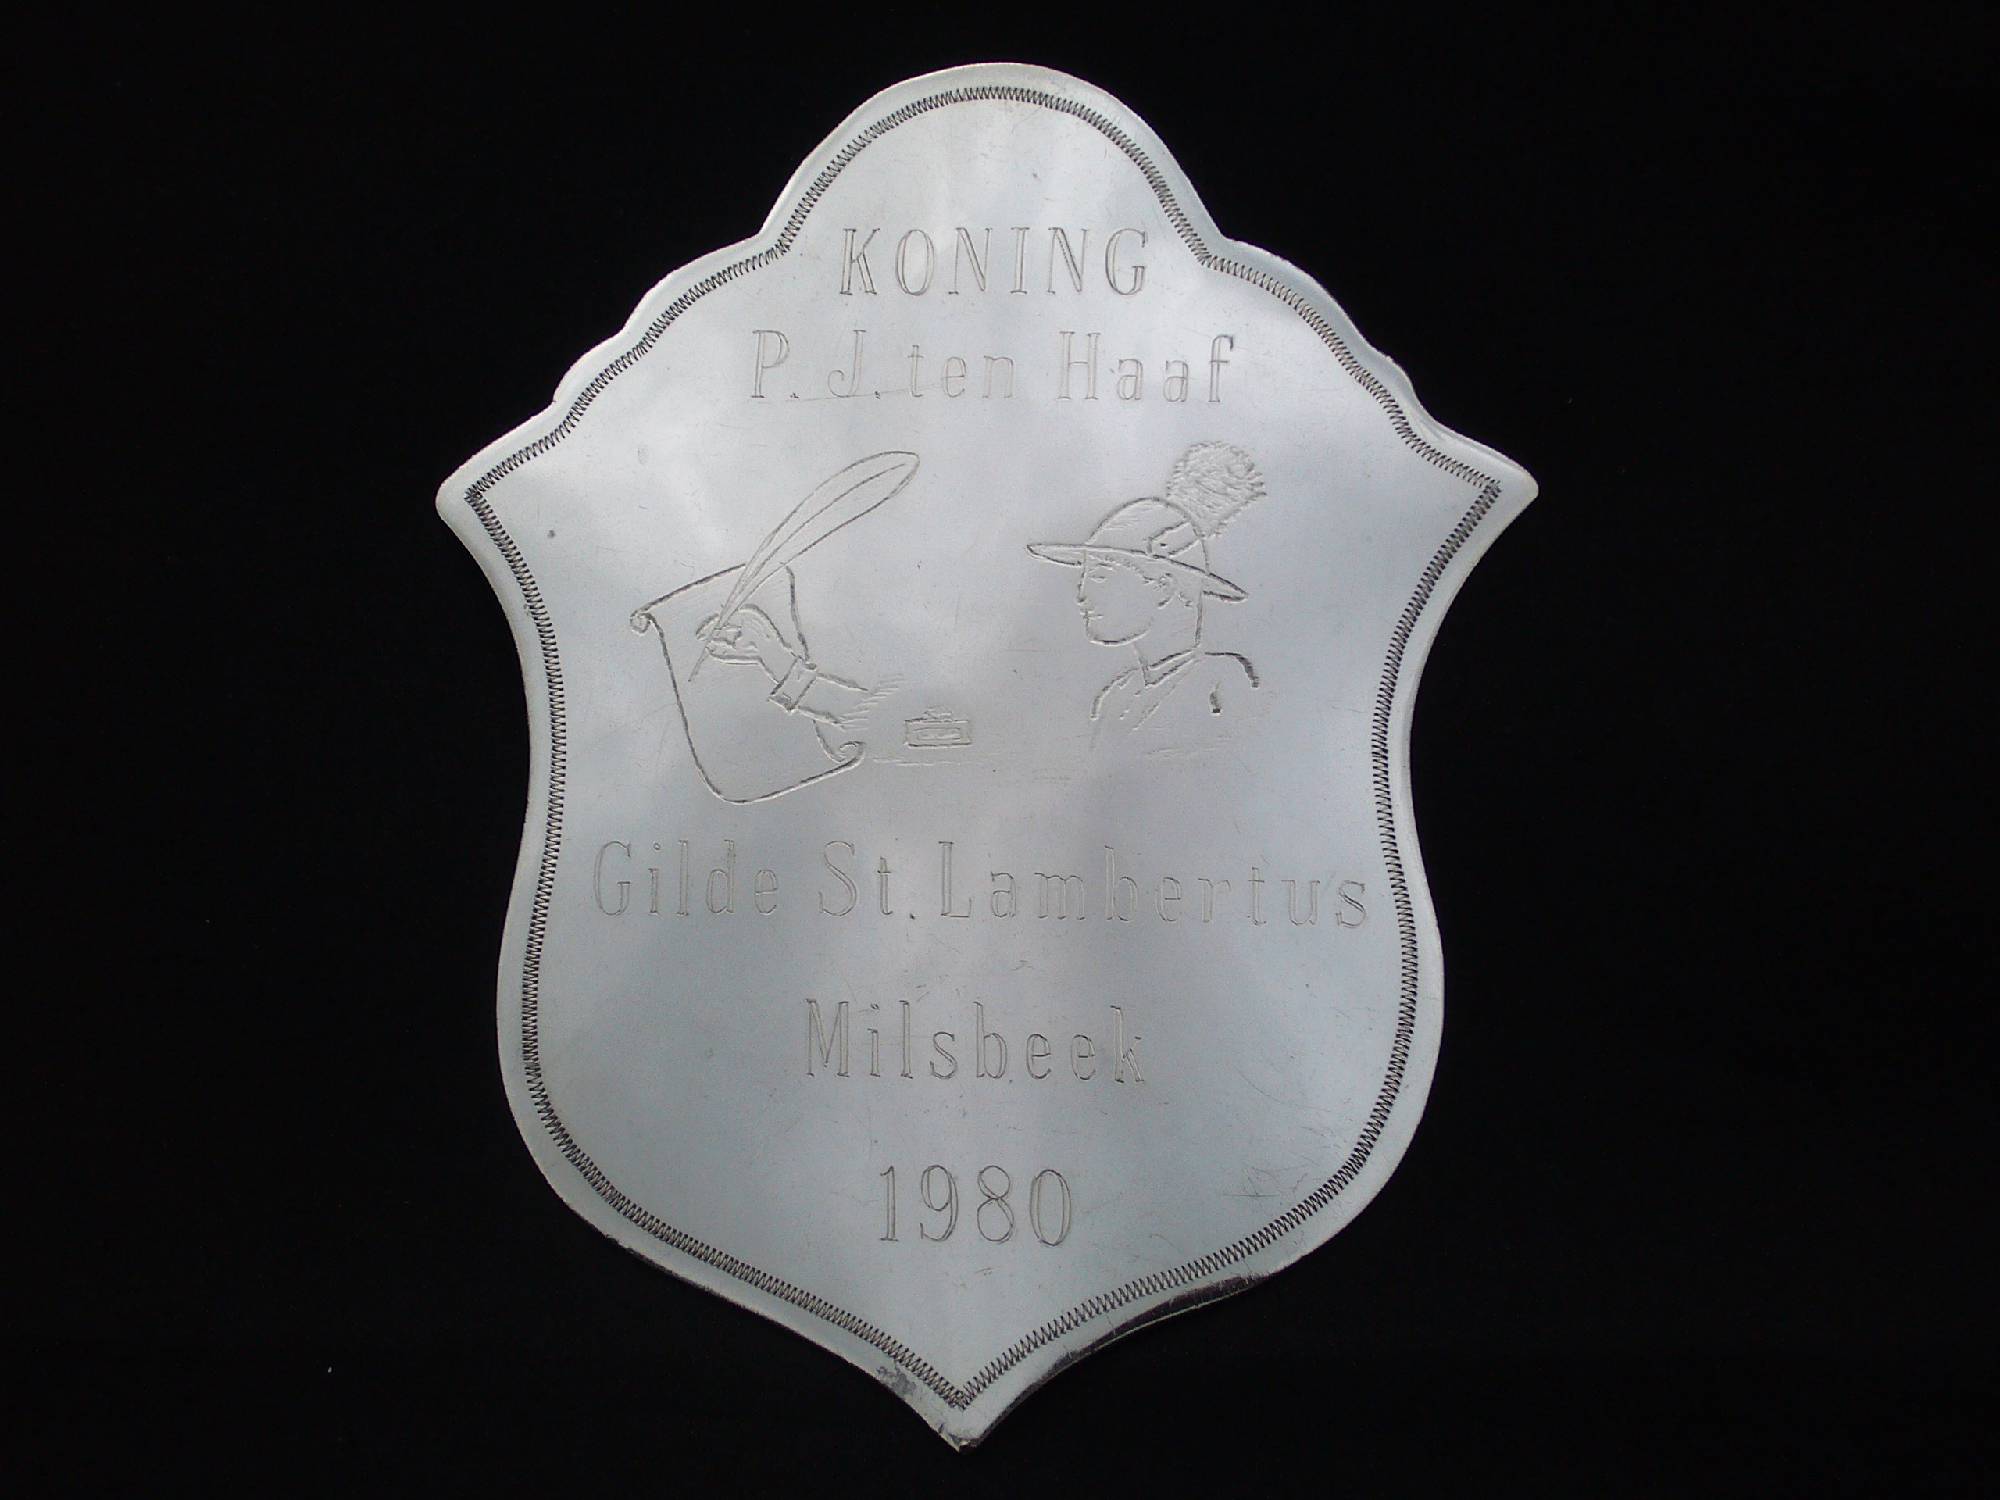 KONING
P. J. ten Haaf
Gilde St. Lambertus
Milsbeek
1980